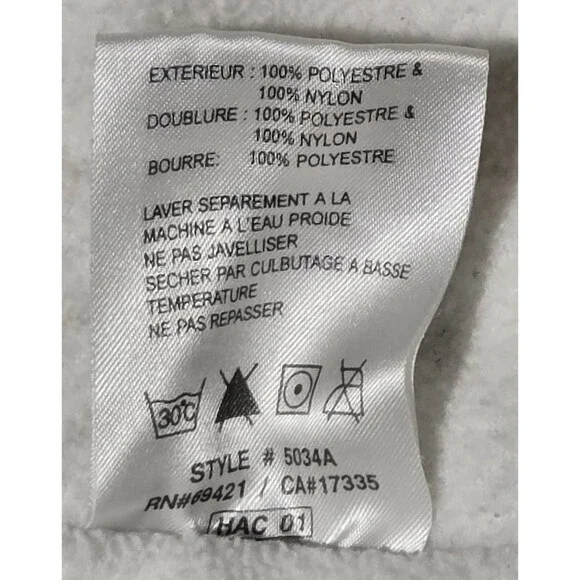 EXTERIEUR : 100% POLYESTRE &
100% NYLON
DOUBLURE : 100% POLYESTRE &
100% NYLON
BOURRE: 100% POLYESTRE
LAVER SEPAREMENT A LA
MACHINE A L'EAU PROIDE
NE PAS JAVELLISER
SECHER PAR CULBUTAGE A BASSE
TEMPERATURE
NE PAS REPASSER
30°C
STYLE # 5034A
RN#69421 / CA#17335
HAC 01